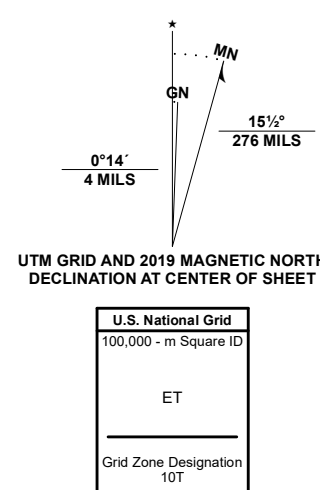 ★
MN
GN
15½°
276 MILS
0°14´
4 MILS
UTM GRID AND 2019 MAGNETIC NORTH
DECLINATION AT CENTER OF SHEET
U.S. National Grid
100,000 - m Square ID
ET
Grid Zone Designation
10T